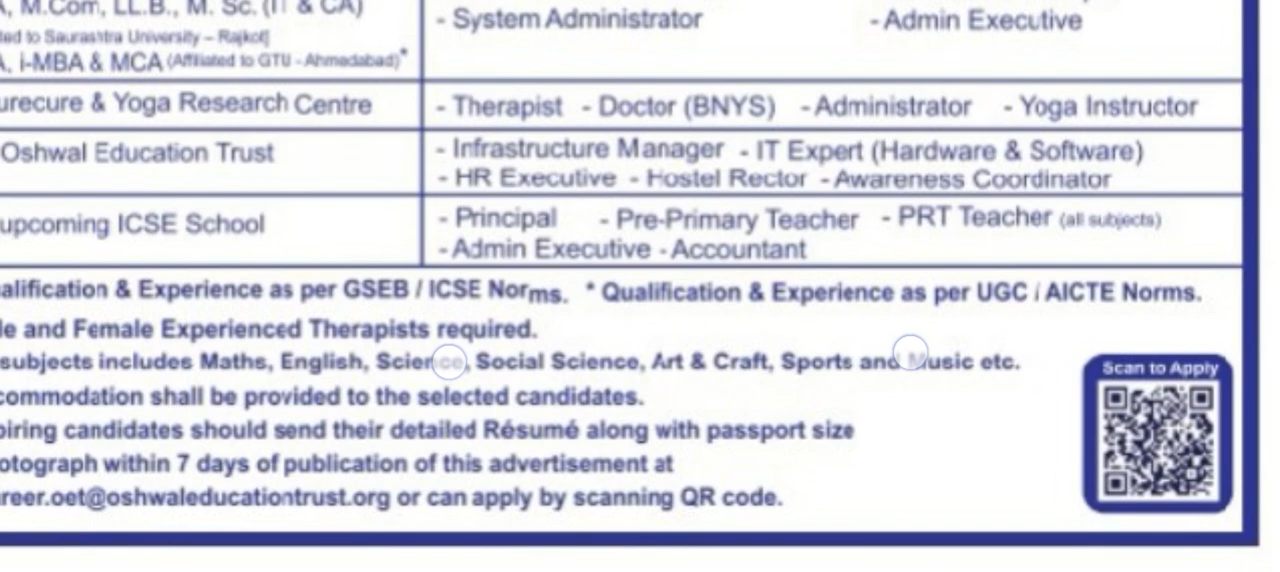 , M.Com, LL.B., M. Sc. (IT & CA)
ted to Saurashtra University – Rajkot]
A, i-MBA & MCA (Affiliated to GTU - Ahmedabad)*
- System Administrator - Admin Executive
urecure & Yoga Research Centre
- Therapist - Doctor (BNYS) - Administrator - Yoga Instructor
Oshwal Education Trust
- Infrastructure Manager - IT Expert (Hardware & Software)
- HR Executive - Hostel Rector - Awareness Coordinator
upcoming ICSE School
- Principal - Pre-Primary Teacher - PRT Teacher (all subjects)
- Admin Executive - Accountant
alification & Experience as per GSEB / ICSE Norms. * Qualification & Experience as per UGC / AICTE Norms.
le and Female Experienced Therapists required.
subjects includes Maths, English, Science, Social Science, Art & Craft, Sports and Music etc.
commodation shall be provided to the selected candidates.
piring candidates should send their detailed Résumé along with passport size
otograph within 7 days of publication of this advertisement at
reer.oet@oshwaleducationtrust.org or can apply by scanning QR code.
Scan to Apply